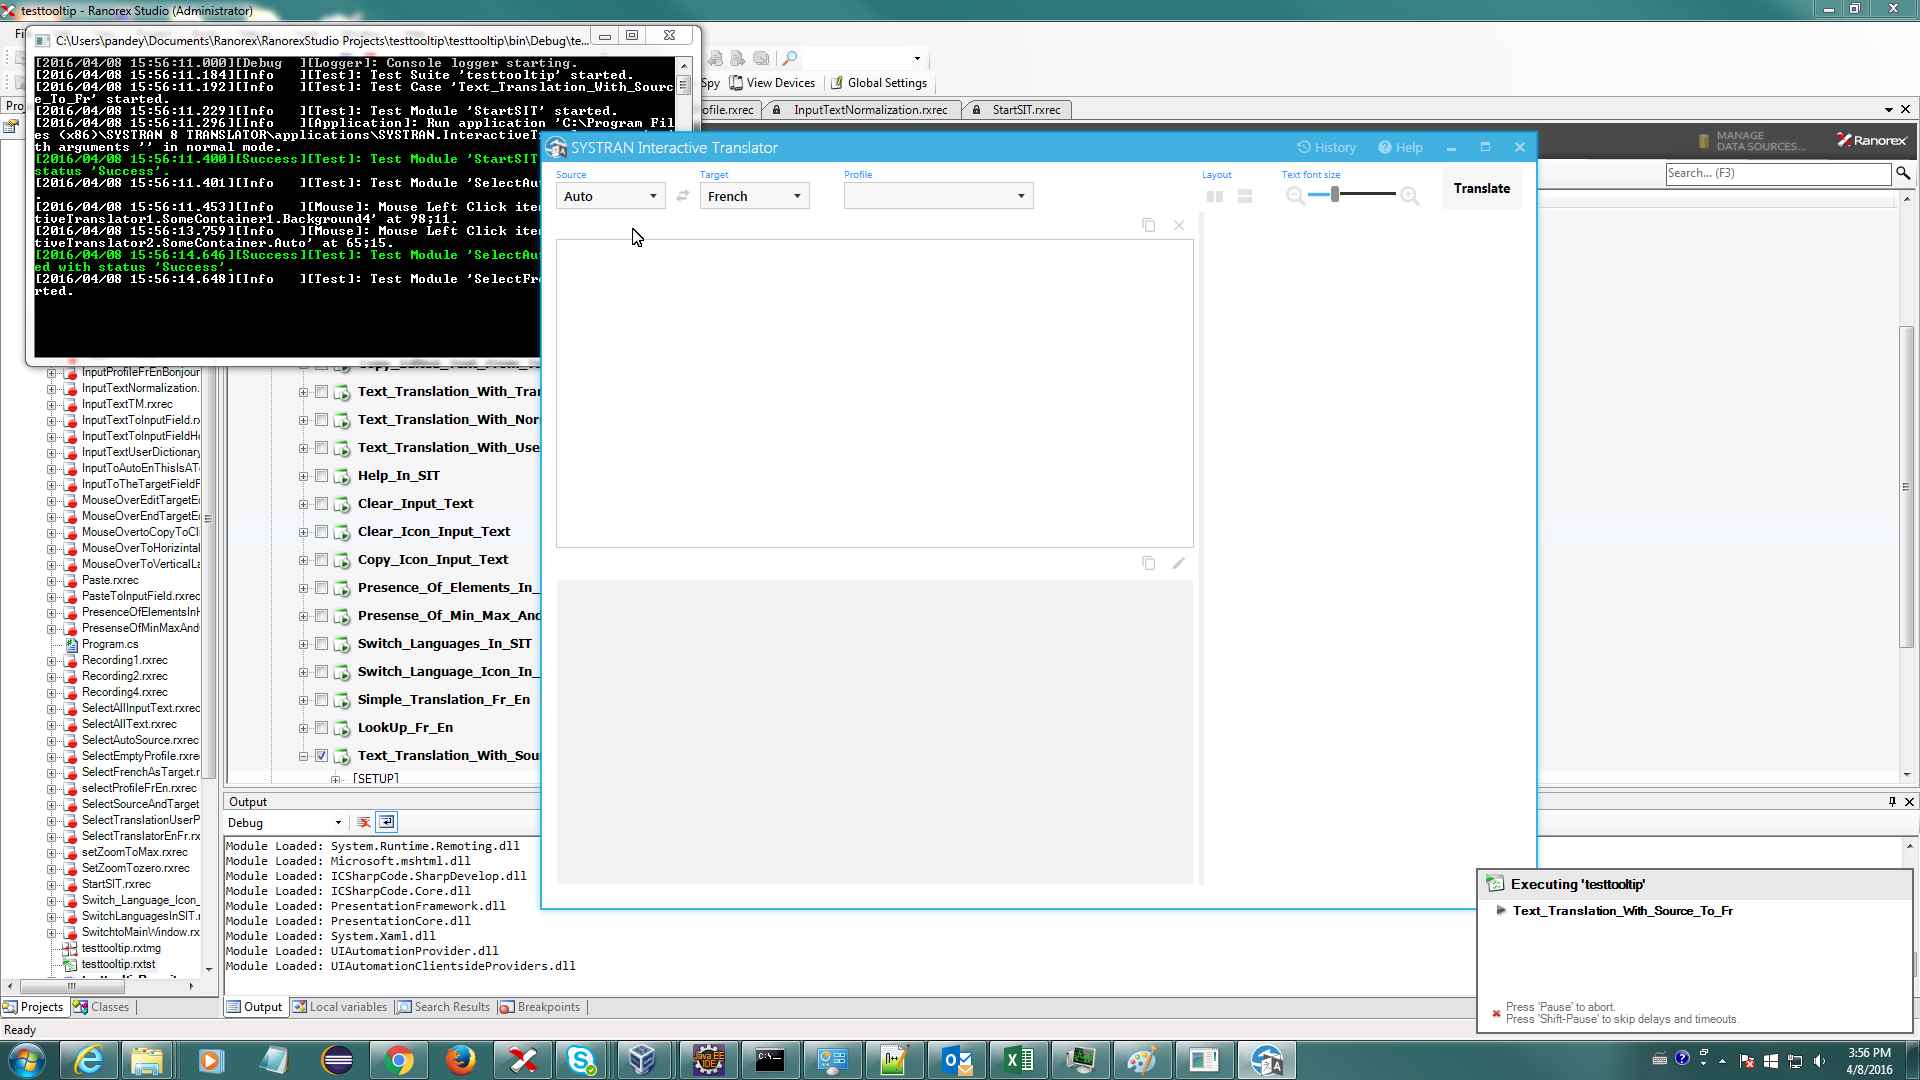 testtooltip - Ranorex Studio (Administrator)
C:\Users\pandey\Documents\Ranorex\RanorexStudio Projects\testtooltip\testtooltip\bin\Debug\te...
[2016/04/08 15:56:11.000][Debug ][Logger]: Console logger starting.
[2016/04/08 15:56:11.184][Info ][Test]: Test Suite 'testtooltip' started.
[2016/04/08 15:56:11.192][Info ][Test]: Test Case 'Text_Translation_With_Sourc
e_To_Fr' started.
[2016/04/08 15:56:11.229][Info ][Test]: Test Module 'StartSIT' started.
[2016/04/08 15:56:11.296][Info ][Application]: Run application 'C:\Program Fil
es (x86)\SYSTRAN 8 TRANSLATOR\applications\SYSTRAN.InteractiveT
th arguments '' in normal mode.
[2016/04/08 15:56:11.400][Success][Test]: Test Module 'StartSIT
status 'Success'.
[2016/04/08 15:56:11.401][Info ][Test]: Test Module 'SelectAu
.
[2016/04/08 15:56:11.453][Info ][Mouse]: Mouse Left Click ite
tiveTranslator1.SomeContainer1.Background4' at 98;11.
[2016/04/08 15:56:13.759][Info ][Mouse]: Mouse Left Click ite
tiveTranslator2.SomeContainer.Auto' at 65;15.
[2016/04/08 15:56:14.646][Success][Test]: Test Module 'SelectAu
ed with status 'Success'.
[2016/04/08 15:56:14.648][Info ][Test]: Test Module 'SelectFr
rted.
Spy
View Devices
Global Settings
ofile.rxrec
InputTextNormalization.rxrec
StartSIT.rxrec
MANAGE
DATA SOURCES...
Ranorex
Search... (F3)
SYSTRAN Interactive Translator
History
Help
Source
Target
Profile
Layout
Text font size
Auto
French
Translate
InputProfileFrEnBonjour
InputTextNormalization.
InputTextTM.rxrec
InputTextToInputField.rx
InputTextToInputFieldH
InputTextUserDictionary
InputToAutoEnThisIsAT
InputToTheTargetFieldF
MouseOverEditTargetE
MouseOverEndTargetE
MouseOvertoCopyToCl
MouseOverToHorizintal
MouseOverToVerticalLa
Paste.rxrec
PasteToInputField.rxrec
PresenceOfElementsInH
PresenseOfMinMaxAnd
Program.cs
Recording1.rxrec
Recording2.rxrec
Recording4.rxrec
SelectAllInputText.rxrec
SelectAllText.rxrec
SelectAutoSource.rxrec
SelectEmptyProfile.rxre
SelectFrenchAsTarget.r
selectProfileFrEn.rxrec
SelectSourceAndTarget
SelectTranslationUserP
SelectTranslatorEnFr.rx
setZoomToMax.rxrec
SetZoomTozero.rxrec
StartSIT.rxrec
Switch_Language_Icon_
SwitchLanguagesInSIT.r
SwitchtoMainWindow.rx
testtooltip.rxtmg
testtooltip.rxtst
Projects
Classes
Ready
Text_Translation_With_Tran
Text_Translation_With_Nor
Text_Translation_With_Use
Help_In_SIT
Clear_Input_Text
Clear_Icon_Input_Text
Copy_Icon_Input_Text
Presence_Of_Elements_In_
Presense_Of_Min_Max_And
Switch_Languages_In_SIT
Switch_Language_Icon_In_
Simple_Translation_Fr_En
LookUp_Fr_En
Text_Translation_With_Sou
[SETUP]
Output
Debug
Module Loaded: System.Runtime.Remoting.dll
Module Loaded: Microsoft.mshtml.dll
Module Loaded: ICSharpCode.SharpDevelop.dll
Module Loaded: ICSharpCode.Core.dll
Module Loaded: PresentationFramework.dll
Module Loaded: PresentationCore.dll
Module Loaded: System.Xaml.dll
Module Loaded: UIAutomationProvider.dll
Module Loaded: UIAutomationClientsideProviders.dll
Output
Local variables
Search Results
Breakpoints
Executing 'testtooltip'
Text_Translation_With_Source_To_Fr
Press 'Pause' to abort.
Press 'Shift-Pause' to skip delays and timeouts.
3:56 PM
4/8/2016